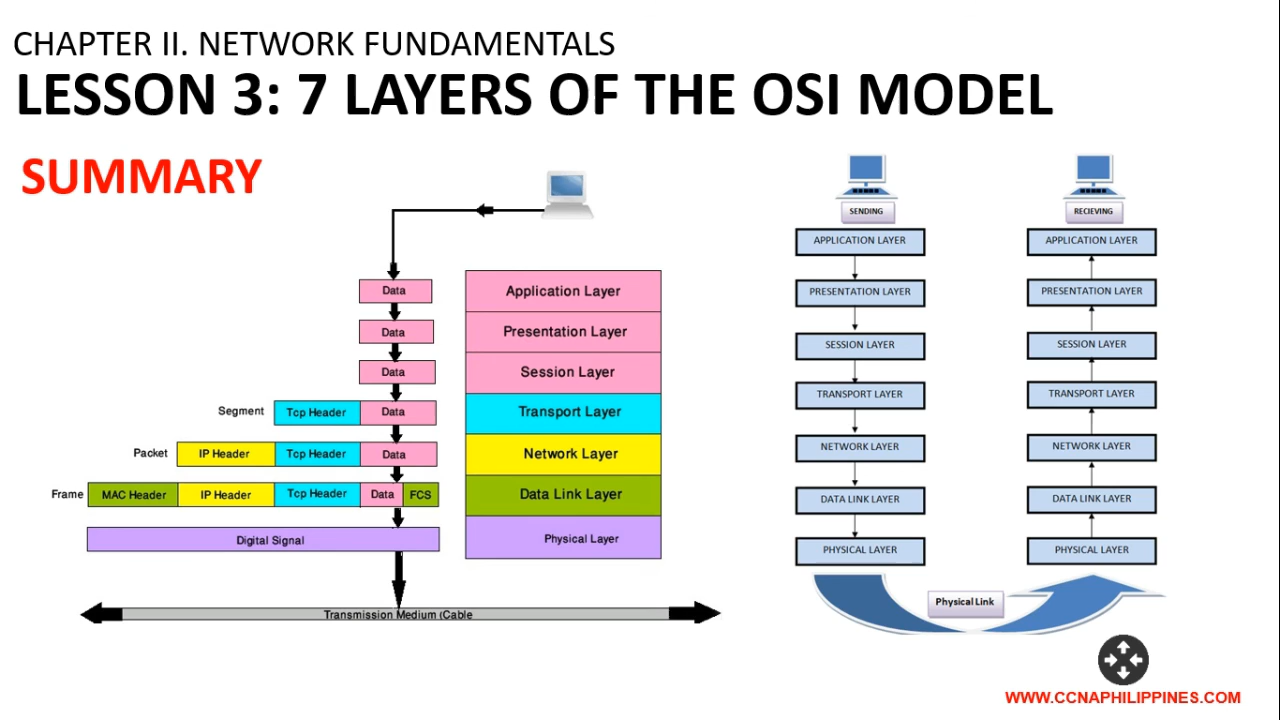 CHAPTER II. NETWORK FUNDAMENTALS
LESSON 3: 7 LAYERS OF THE OSI MODEL
SUMMARY
Data
Application Layer
Data
Presentation Layer
Data
Session Layer
Segment Tcp Header Data
Transport Layer
Packet IP Header Tcp Header Data
Network Layer
Frame MAC Header IP Header Tcp Header Data FCS
Data Link Layer
Digital Signal
Physical Layer
Transmission Medium (Cable
SENDING
APPLICATION LAYER
PRESENTATION LAYER
SESSION LAYER
TRANSPORT LAYER
NETWORK LAYER
DATA LINK LAYER
PHYSICAL LAYER
RECIEVING
APPLICATION LAYER
PRESENTATION LAYER
SESSION LAYER
TRANSPORT LAYER
NETWORK LAYER
DATA LINK LAYER
PHYSICAL LAYER
Physical Link
WWW.CCNAPHILIPPINES.COM